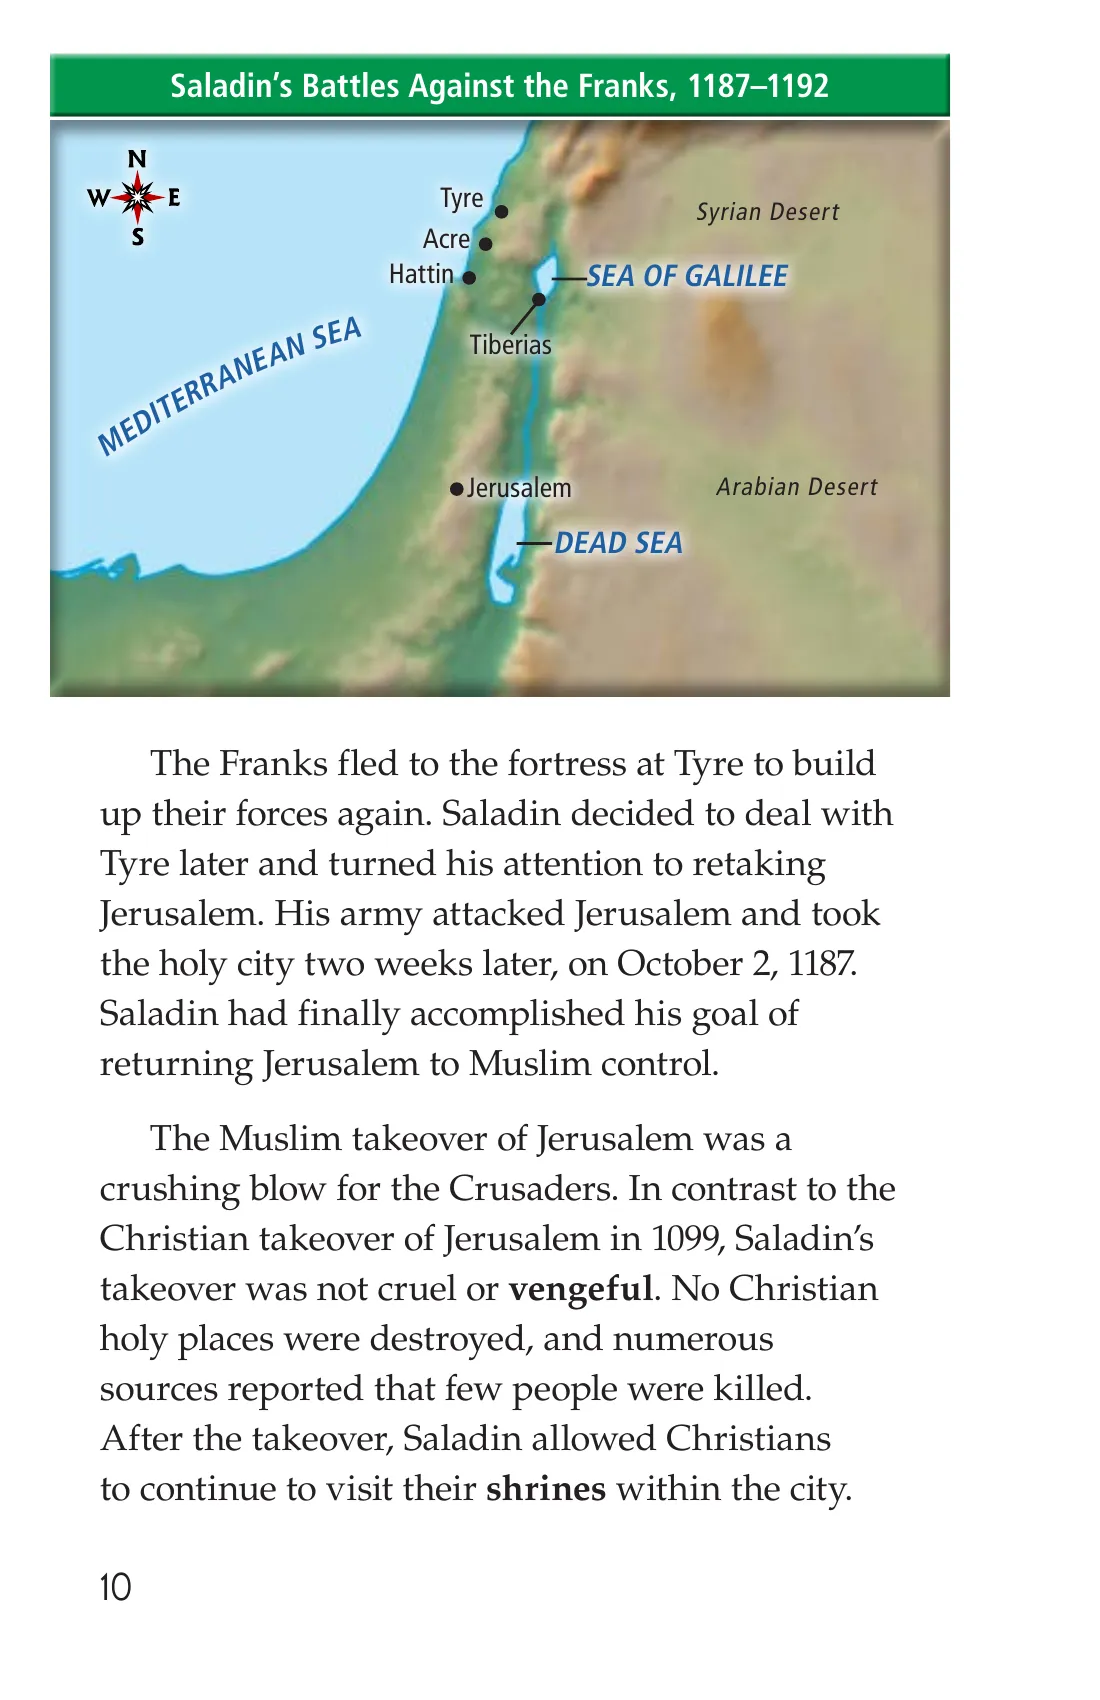 Saladin’s Battles Against the Franks, 1187–1192
N
W E
S
Tyre
Syrian Desert
Acre
Hattin
SEA OF GALILEE
MEDITERRANEAN SEA
Tiberias
Jerusalem
Arabian Desert
DEAD SEA
The Franks fled to the fortress at Tyre to build
up their forces again. Saladin decided to deal with
Tyre later and turned his attention to retaking
Jerusalem. His army attacked Jerusalem and took
the holy city two weeks later, on October 2, 1187.
Saladin had finally accomplished his goal of
returning Jerusalem to Muslim control.
The Muslim takeover of Jerusalem was a
crushing blow for the Crusaders. In contrast to the
Christian takeover of Jerusalem in 1099, Saladin’s
takeover was not cruel or vengeful. No Christian
holy places were destroyed, and numerous
sources reported that few people were killed.
After the takeover, Saladin allowed Christians
to continue to visit their shrines within the city.
10